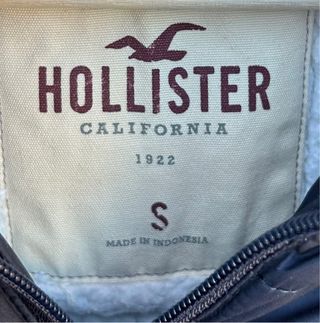 HOLLISTER
CALIFORNIA
1922
S
MADE IN INDONESIA